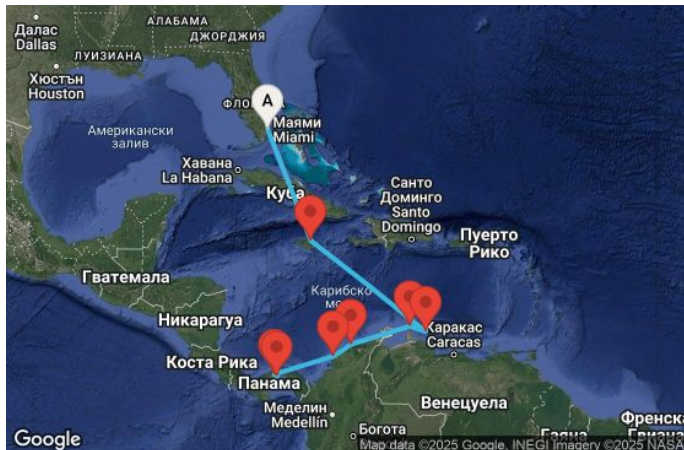 Далас
Dallas
АЛАБАМА
ДЖОРДЖИЯ
ЛУИЗИАНА
Хюстън
Houston
ФЛО
A
Маями
Miami
Американски
залив
Хавана
La Habana
Куба
Санто
Доминго
Santo
Domingo
Пуерто
Рико
Гватемала
Карибско
мо
Никарагуа
Каракас
Caracas
Коста Рика
Панама
Меделин
Medellín
Венецуела
Богота
Френска
Гвиана
Гаяна
Google
Map data ©2025 Google, INEGI Imagery ©2025 NASA